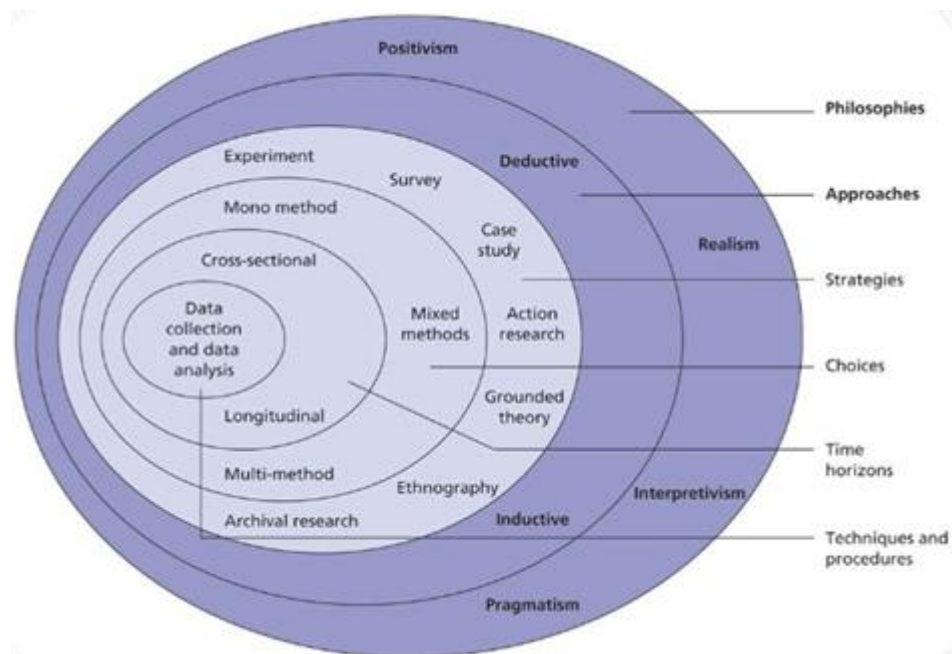 Positivism
Philosophies
Experiment
Deductive
Survey
Approaches
Mono method
Case
study
Realism
Cross-sectional
Strategies
Data
collection
and data
analysis
Mixed
methods
Action
research
Choices
Longitudinal
Grounded
theory
Time
horizons
Multi-method
Ethnography
Interpretivism
Archival research
Inductive
Techniques and
procedures
Pragmatism